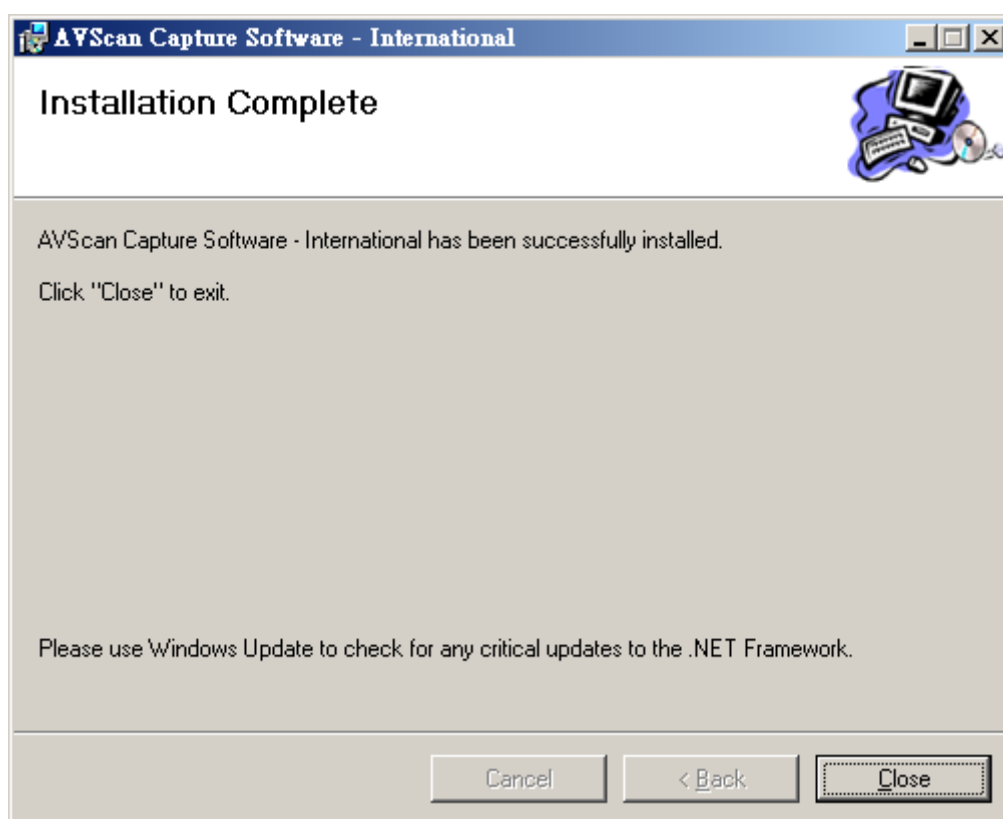 AVScan Capture Software - International
Installation Complete
AVScan Capture Software - International has been successfully installed.
Click "Close" to exit.
Please use Windows Update to check for any critical updates to the .NET Framework.
Cancel
< Back
Close